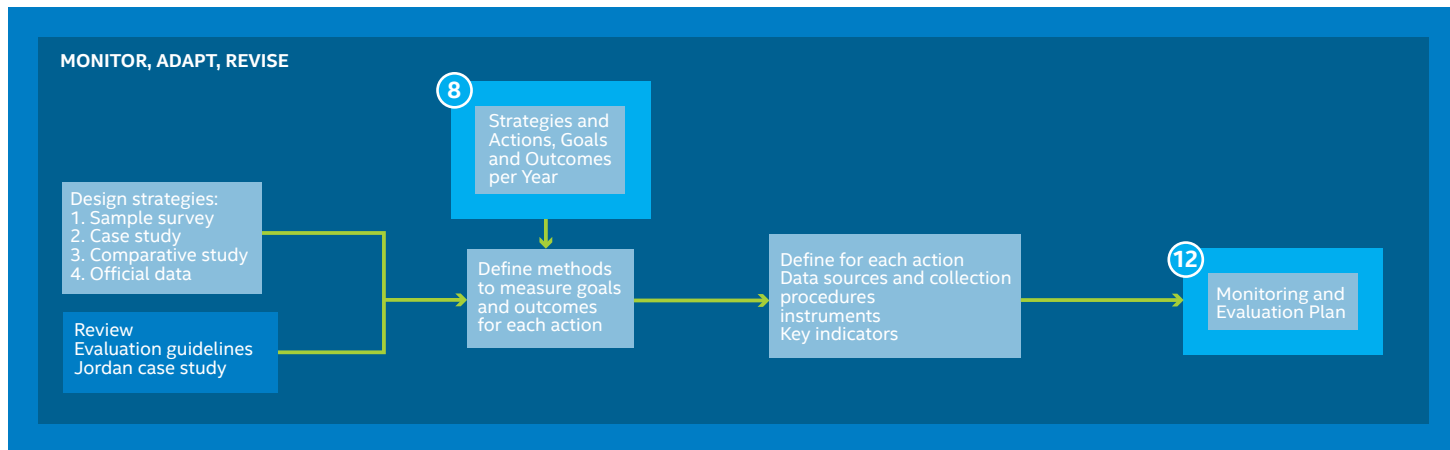 MONITOR, ADAPT, REVISE
8
Strategies and
Actions, Goals
and Outcomes
per Year
Design strategies:
1. Sample survey
2. Case study
3. Comparative study
4. Official data
Review
Evaluation guidelines
Jordan case study
Define methods
to measure goals
and outcomes
for each action
Define for each action
Data sources and collection
procedures
instruments
Key indicators
12
Monitoring and
Evaluation Plan